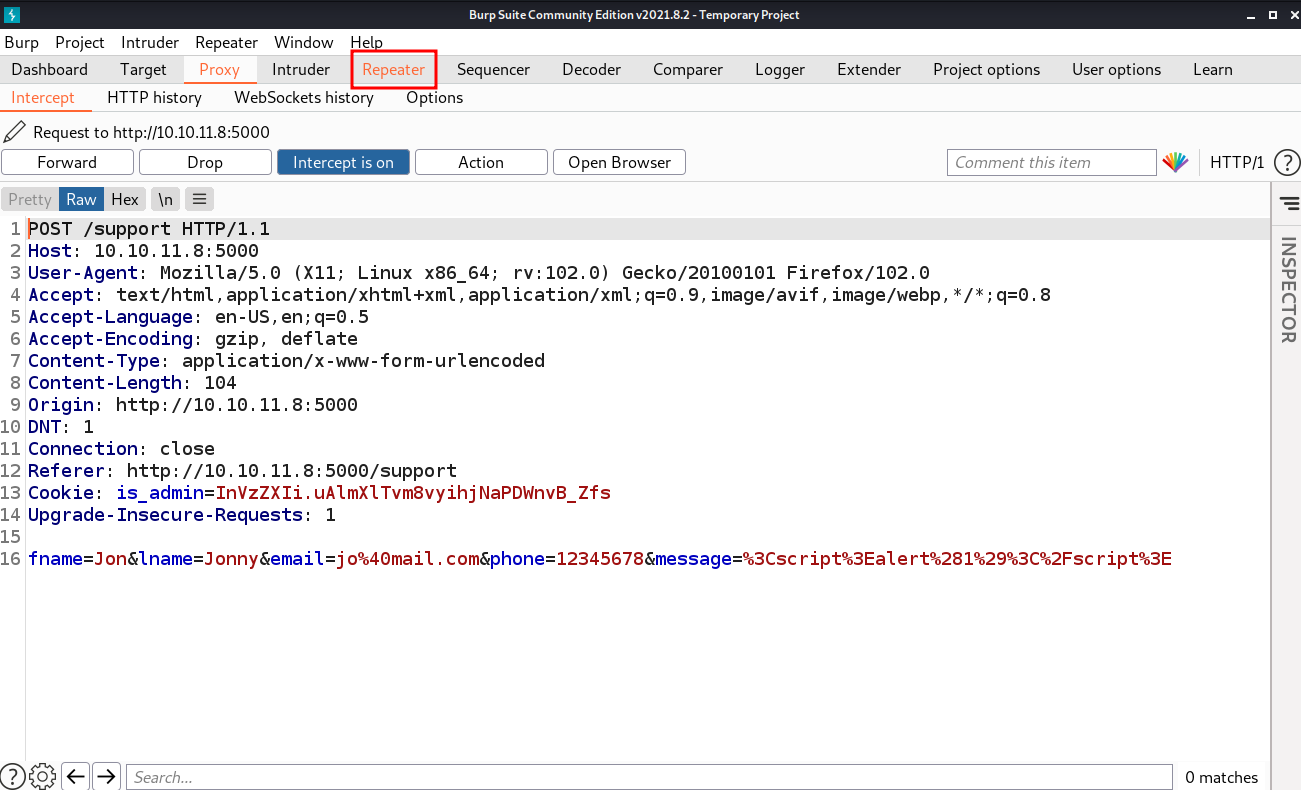 Burp Suite Community Edition v2021.8.2 - Temporary Project
Burp Project Intruder Repeater Window Help
Dashboard Target Proxy Intruder Repeater Sequencer Decoder Comparer Logger Extender Project options User options Learn
Intercept HTTP history WebSockets history Options
Request to http://10.10.11.8:5000
Forward Drop Intercept is on Action Open Browser Comment this item HTTP/1 ?
Pretty Raw Hex \n
INSPECTOR
1 POST /support HTTP/1.1
2 Host: 10.10.11.8:5000
3 User-Agent: Mozilla/5.0 (X11; Linux x86_64; rv:102.0) Gecko/20100101 Firefox/102.0
4 Accept: text/html,application/xhtml+xml,application/xml;q=0.9,image/avif,image/webp,*/*;q=0.8
5 Accept-Language: en-US,en;q=0.5
6 Accept-Encoding: gzip, deflate
7 Content-Type: application/x-www-form-urlencoded
8 Content-Length: 104
9 Origin: http://10.10.11.8:5000
10 DNT: 1
11 Connection: close
12 Referer: http://10.10.11.8:5000/support
13 Cookie: is_admin=InVzZXIi.uAlmXlTvm8vyihjNaPDWnvB_Zfs
14 Upgrade-Insecure-Requests: 1
15
16 fname=Jon&lname=Jonny&email=jo%40mail.com&phone=12345678&message=%3Cscript%3Ealert%281%29%3C%2Fscript%3E
? Search... 0 matches